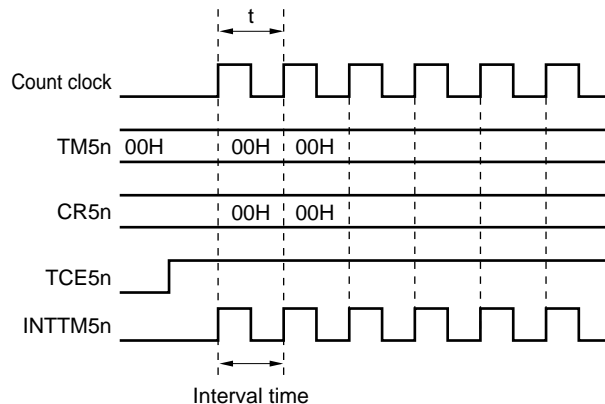 t
Count clock
TM5n 00H 00H 00H
CR5n 00H 00H
TCE5n
INTTM5n
Interval time